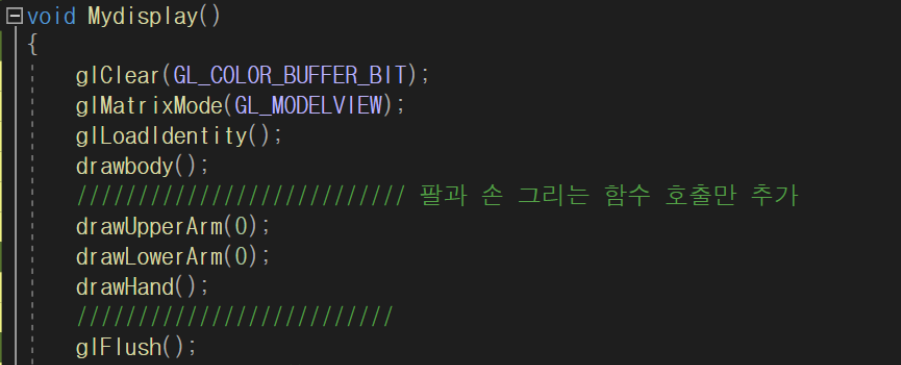 void Mydisplay()
{
glClear(GL_COLOR_BUFFER_BIT);
glMatrixMode(GL_MODELVIEW);
glLoadIdentity();
drawbody();
////////////////////////// 팔과 손 그리는 함수 호출만 추가
drawUpperArm(0);
drawLowerArm(0);
drawHand();
/////////////////////////
glFlush();